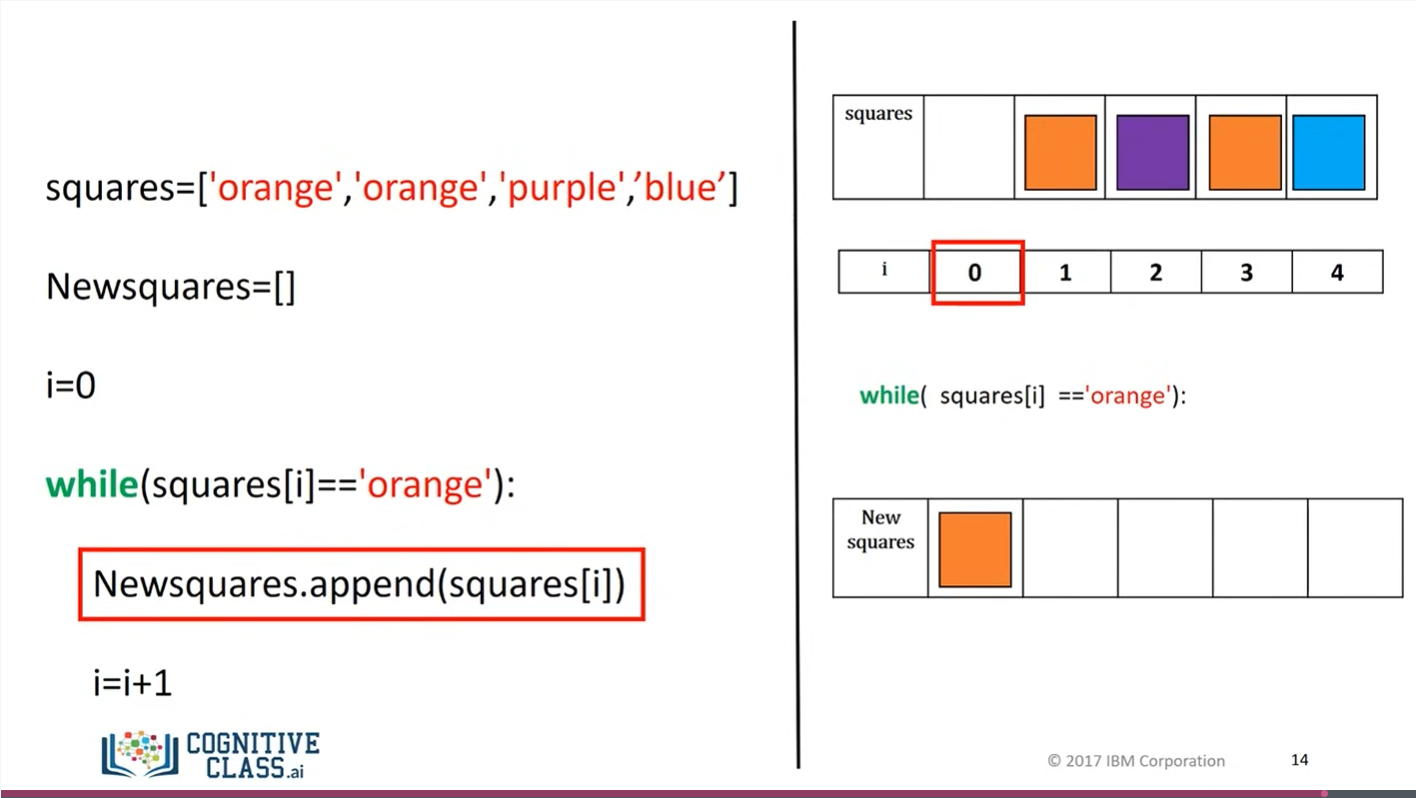 squares=['orange','orange','purple',’blue’]
Newsquares=[]
i=0
while(squares[i]=='orange'):
Newsquares.append(squares[i])
i=i+1
COGNITIVE
CLASS.ai
squares
i 0 1 2 3 4
while( squares[i] =='orange'):
New
squares
© 2017 IBM Corporation 14